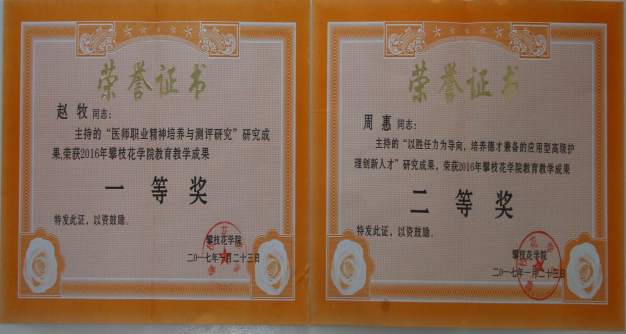 荣誉证书
赵 牧 同志：
主持的“医师职业精神培养与测评研究”研究成
果,荣获2016年攀枝花学院教育教学成果
一 等 奖
特发此证，以资鼓励。
攀枝花学院
二〇一七年一月二十三日
荣誉证书
周 惠 同志：
主持的“以胜任力为导向，培养德才兼备的应用型高级护
理创新人才”研究成果，荣获2016年攀枝花学院教育教学成果
二 等 奖
特发此证，以资鼓励。
攀枝花学院
二〇一七年一月二十三日